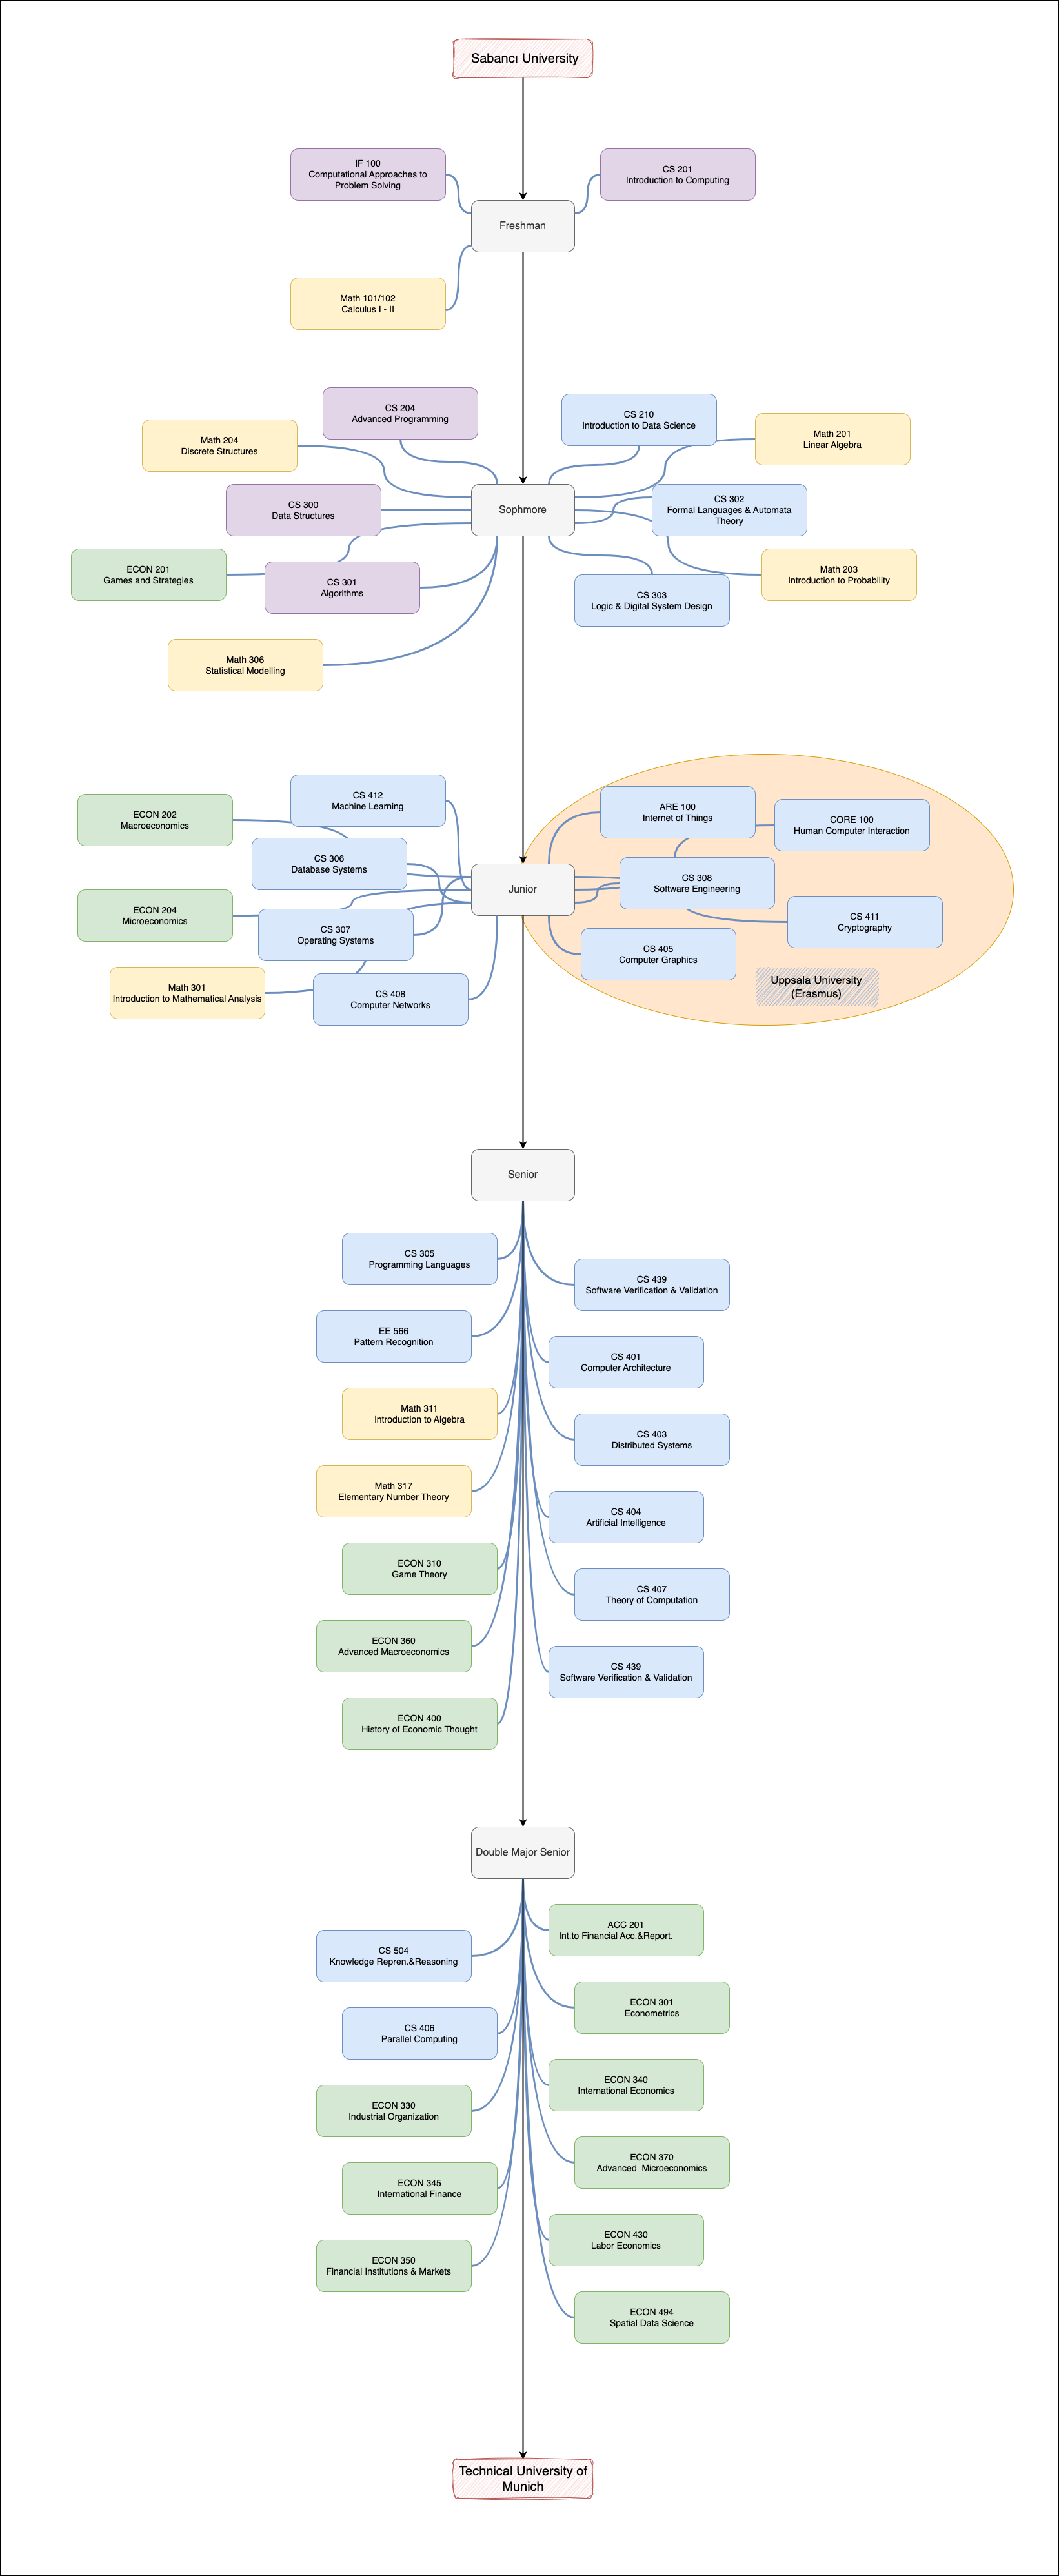 Sabancı University
IF 100
Computational Approaches to
Problem Solving
CS 201
Introduction to Computing
Freshman
Math 101/102
Calculus I - II
CS 204
Advanced Programming
CS 210
Introduction to Data Science
Math 204
Discrete Structures
Math 201
Linear Algebra
CS 300
Data Structures
Sophmore
CS 302
Formal Languages & Automata
Theory
ECON 201
Games and Strategies
CS 301
Algorithms
Math 203
Introduction to Probability
CS 303
Logic & Digital System Design
Math 306
Statistical Modelling
CS 412
Machine Learning
ECON 202
Macroeconomics
ARE 100
Internet of Things
CORE 100
Human Computer Interaction
CS 306
Database Systems
Junior
CS 308
Software Engineering
ECON 204
Microeconomics
CS 307
Operating Systems
CS 411
Cryptography
CS 405
Computer Graphics
Math 301
Introduction to Mathematical Analysis
CS 408
Computer Networks
Uppsala University
(Erasmus)
Senior
CS 305
Programming Languages
CS 439
Software Verification & Validation
EE 566
Pattern Recognition
CS 401
Computer Architecture
Math 311
Introduction to Algebra
CS 403
Distributed Systems
Math 317
Elementary Number Theory
CS 404
Artificial Intelligence
ECON 310
Game Theory
CS 407
Theory of Computation
ECON 360
Advanced Macroeconomics
CS 439
Software Verification & Validation
ECON 400
History of Economic Thought
Double Major Senior
ACC 201
Int.to Financial Acc.&Report.
CS 504
Knowledge Repren.&Reasoning
ECON 301
Econometrics
CS 406
Parallel Computing
ECON 340
International Economics
ECON 330
Industrial Organization
ECON 370
Advanced  Microeconomics
ECON 345
International Finance
ECON 430
Labor Economics
ECON 350
Financial Institutions & Markets
ECON 494
Spatial Data Science
Technical University of
Munich